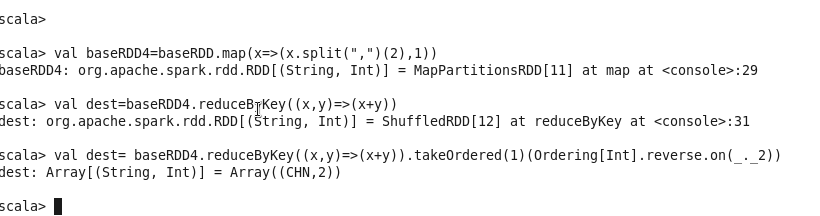 scala>
scala> val baseRDD4=baseRDD.map(x=>(x.split(",")(2),1))
baseRDD4: org.apache.spark.rdd.RDD[(String, Int)] = MapPartitionsRDD[11] at map at <console>:29
scala> val dest=baseRDD4.reduceByKey((x,y)=>(x+y))
dest: org.apache.spark.rdd.RDD[(String, Int)] = ShuffledRDD[12] at reduceByKey at <console>:31
scala> val dest= baseRDD4.reduceByKey((x,y)=>(x+y)).takeOrdered(1)(Ordering[Int].reverse.on(_._2))
dest: Array[(String, Int)] = Array((CHN,2))
scala>